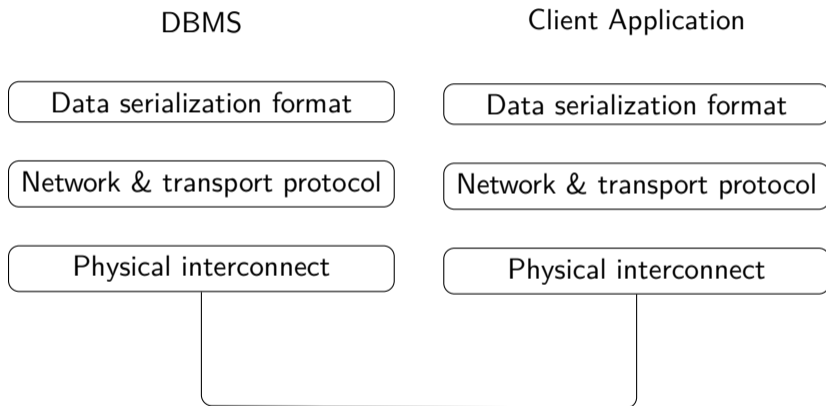 DBMS
Client Application
Data serialization format
Data serialization format
Network & transport protocol
Network & transport protocol
Physical interconnect
Physical interconnect